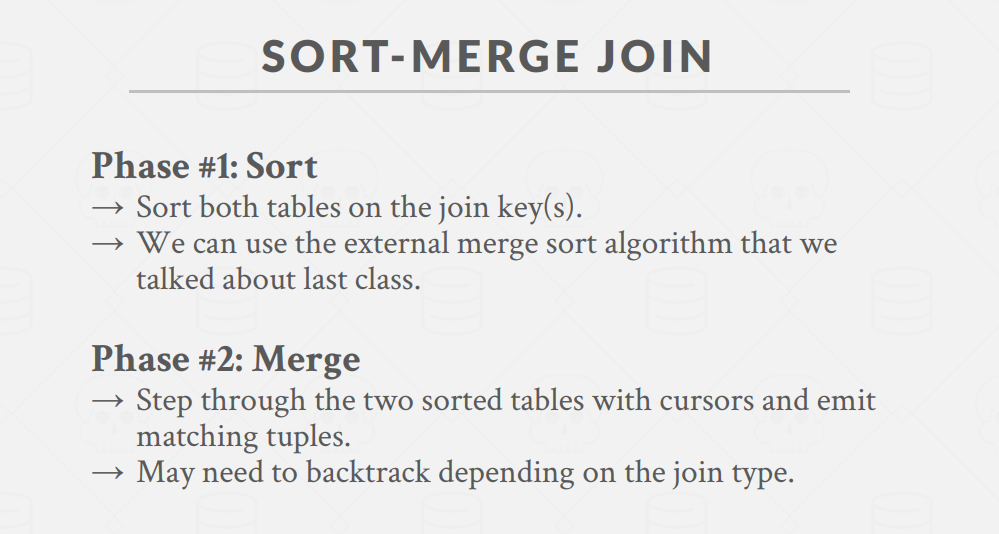 SORT-MERGE JOIN
Phase #1: Sort
→ Sort both tables on the join key(s).
→ We can use the external merge sort algorithm that we
talked about last class.
Phase #2: Merge
→ Step through the two sorted tables with cursors and emit
matching tuples.
→ May need to backtrack depending on the join type.